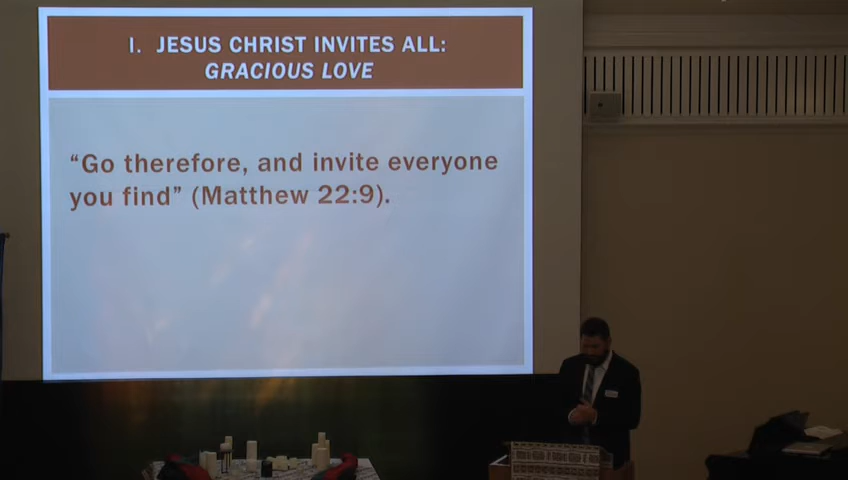 I. JESUS CHRIST INVITES ALL:
GRACIOUS LOVE
“Go therefore, and invite everyone
you find” (Matthew 22:9).